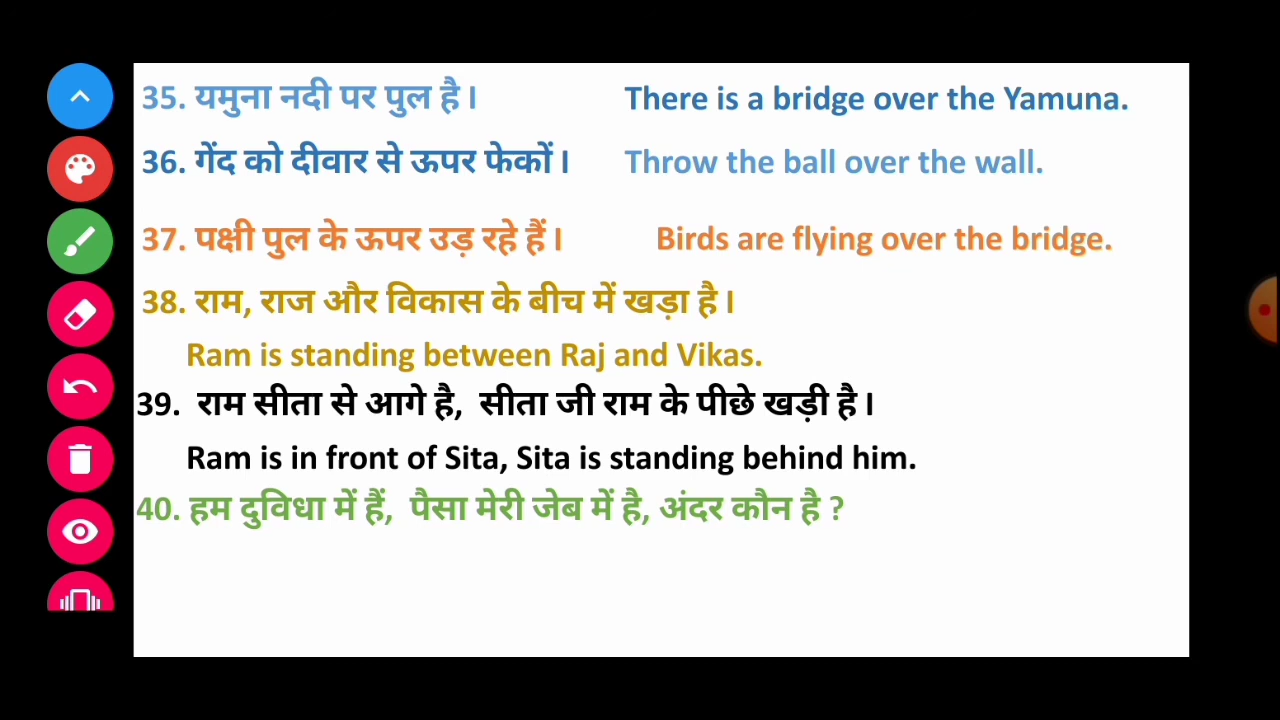 35. यमुना नदी पर पुल है । There is a bridge over the Yamuna.
36. गेंद को दीवार से ऊपर फेकों । Throw the ball over the wall.
37. पक्षी पुल के ऊपर उड़ रहे हैं । Birds are flying over the bridge.
38. राम, राज और विकास के बीच में खड़ा है ।
Ram is standing between Raj and Vikas.
39. राम सीता से आगे है, सीता जी राम के पीछे खड़ी है ।
Ram is in front of Sita, Sita is standing behind him.
40. हम दुविधा में हैं, पैसा मेरी जेब में है, अंदर कौन है ?